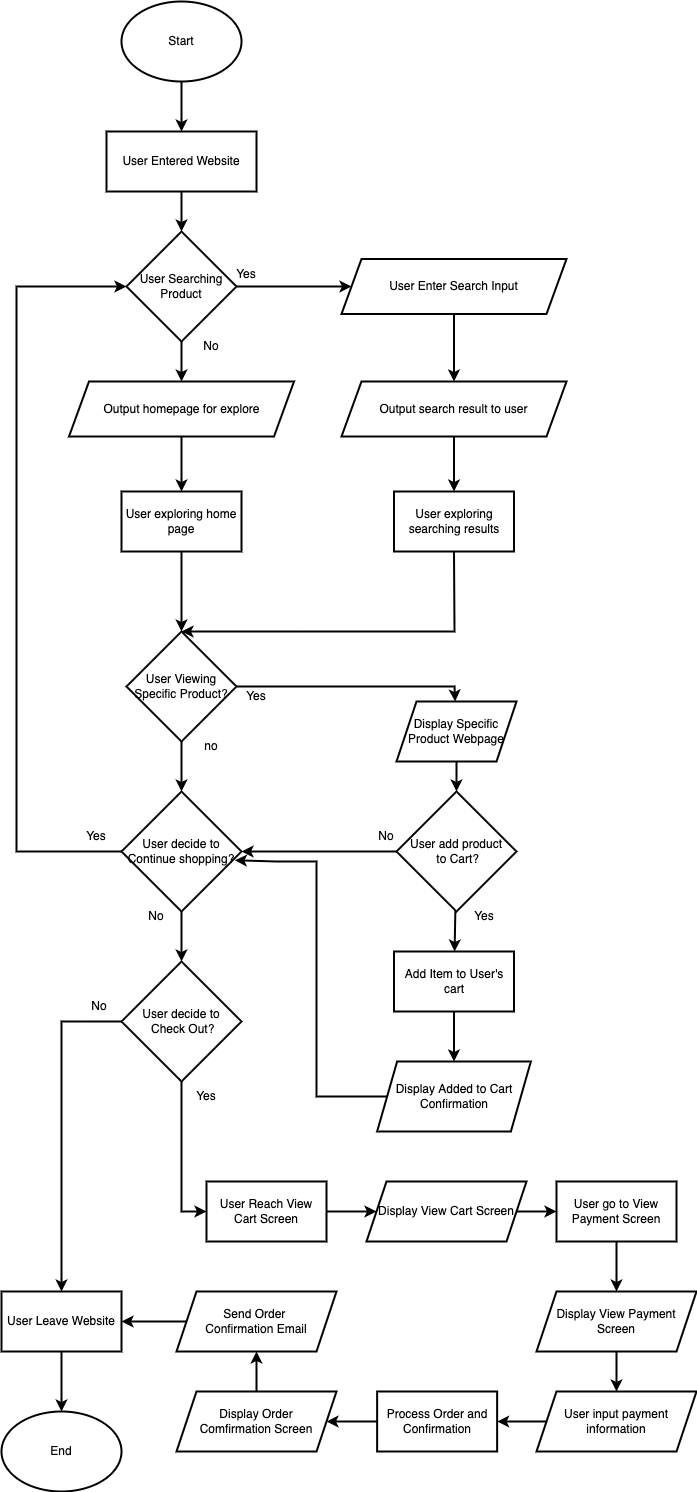 Start
User Entered Website
User Searching
Product
Yes
User Enter Search Input
No
Output homepage for explore
Output search result to user
User exploring home
page
User exploring
searching results
User Viewing
Specific Product?
Yes
Display Specific
Product Webpage
no
Yes
User decide to
Continue shopping?
No
User add product
to Cart?
No
Yes
Add Item to User's
cart
No
User decide to
Check Out?
Display Added to Cart
Confirmation
Yes
User Reach View
Cart Screen
Display View Cart Screen
User go to View
Payment Screen
User Leave Website
Send Order
Confirmation Email
Display View Payment
Screen
End
Display Order
Comfirmation Screen
Process Order and
Confirmation
User input payment
information